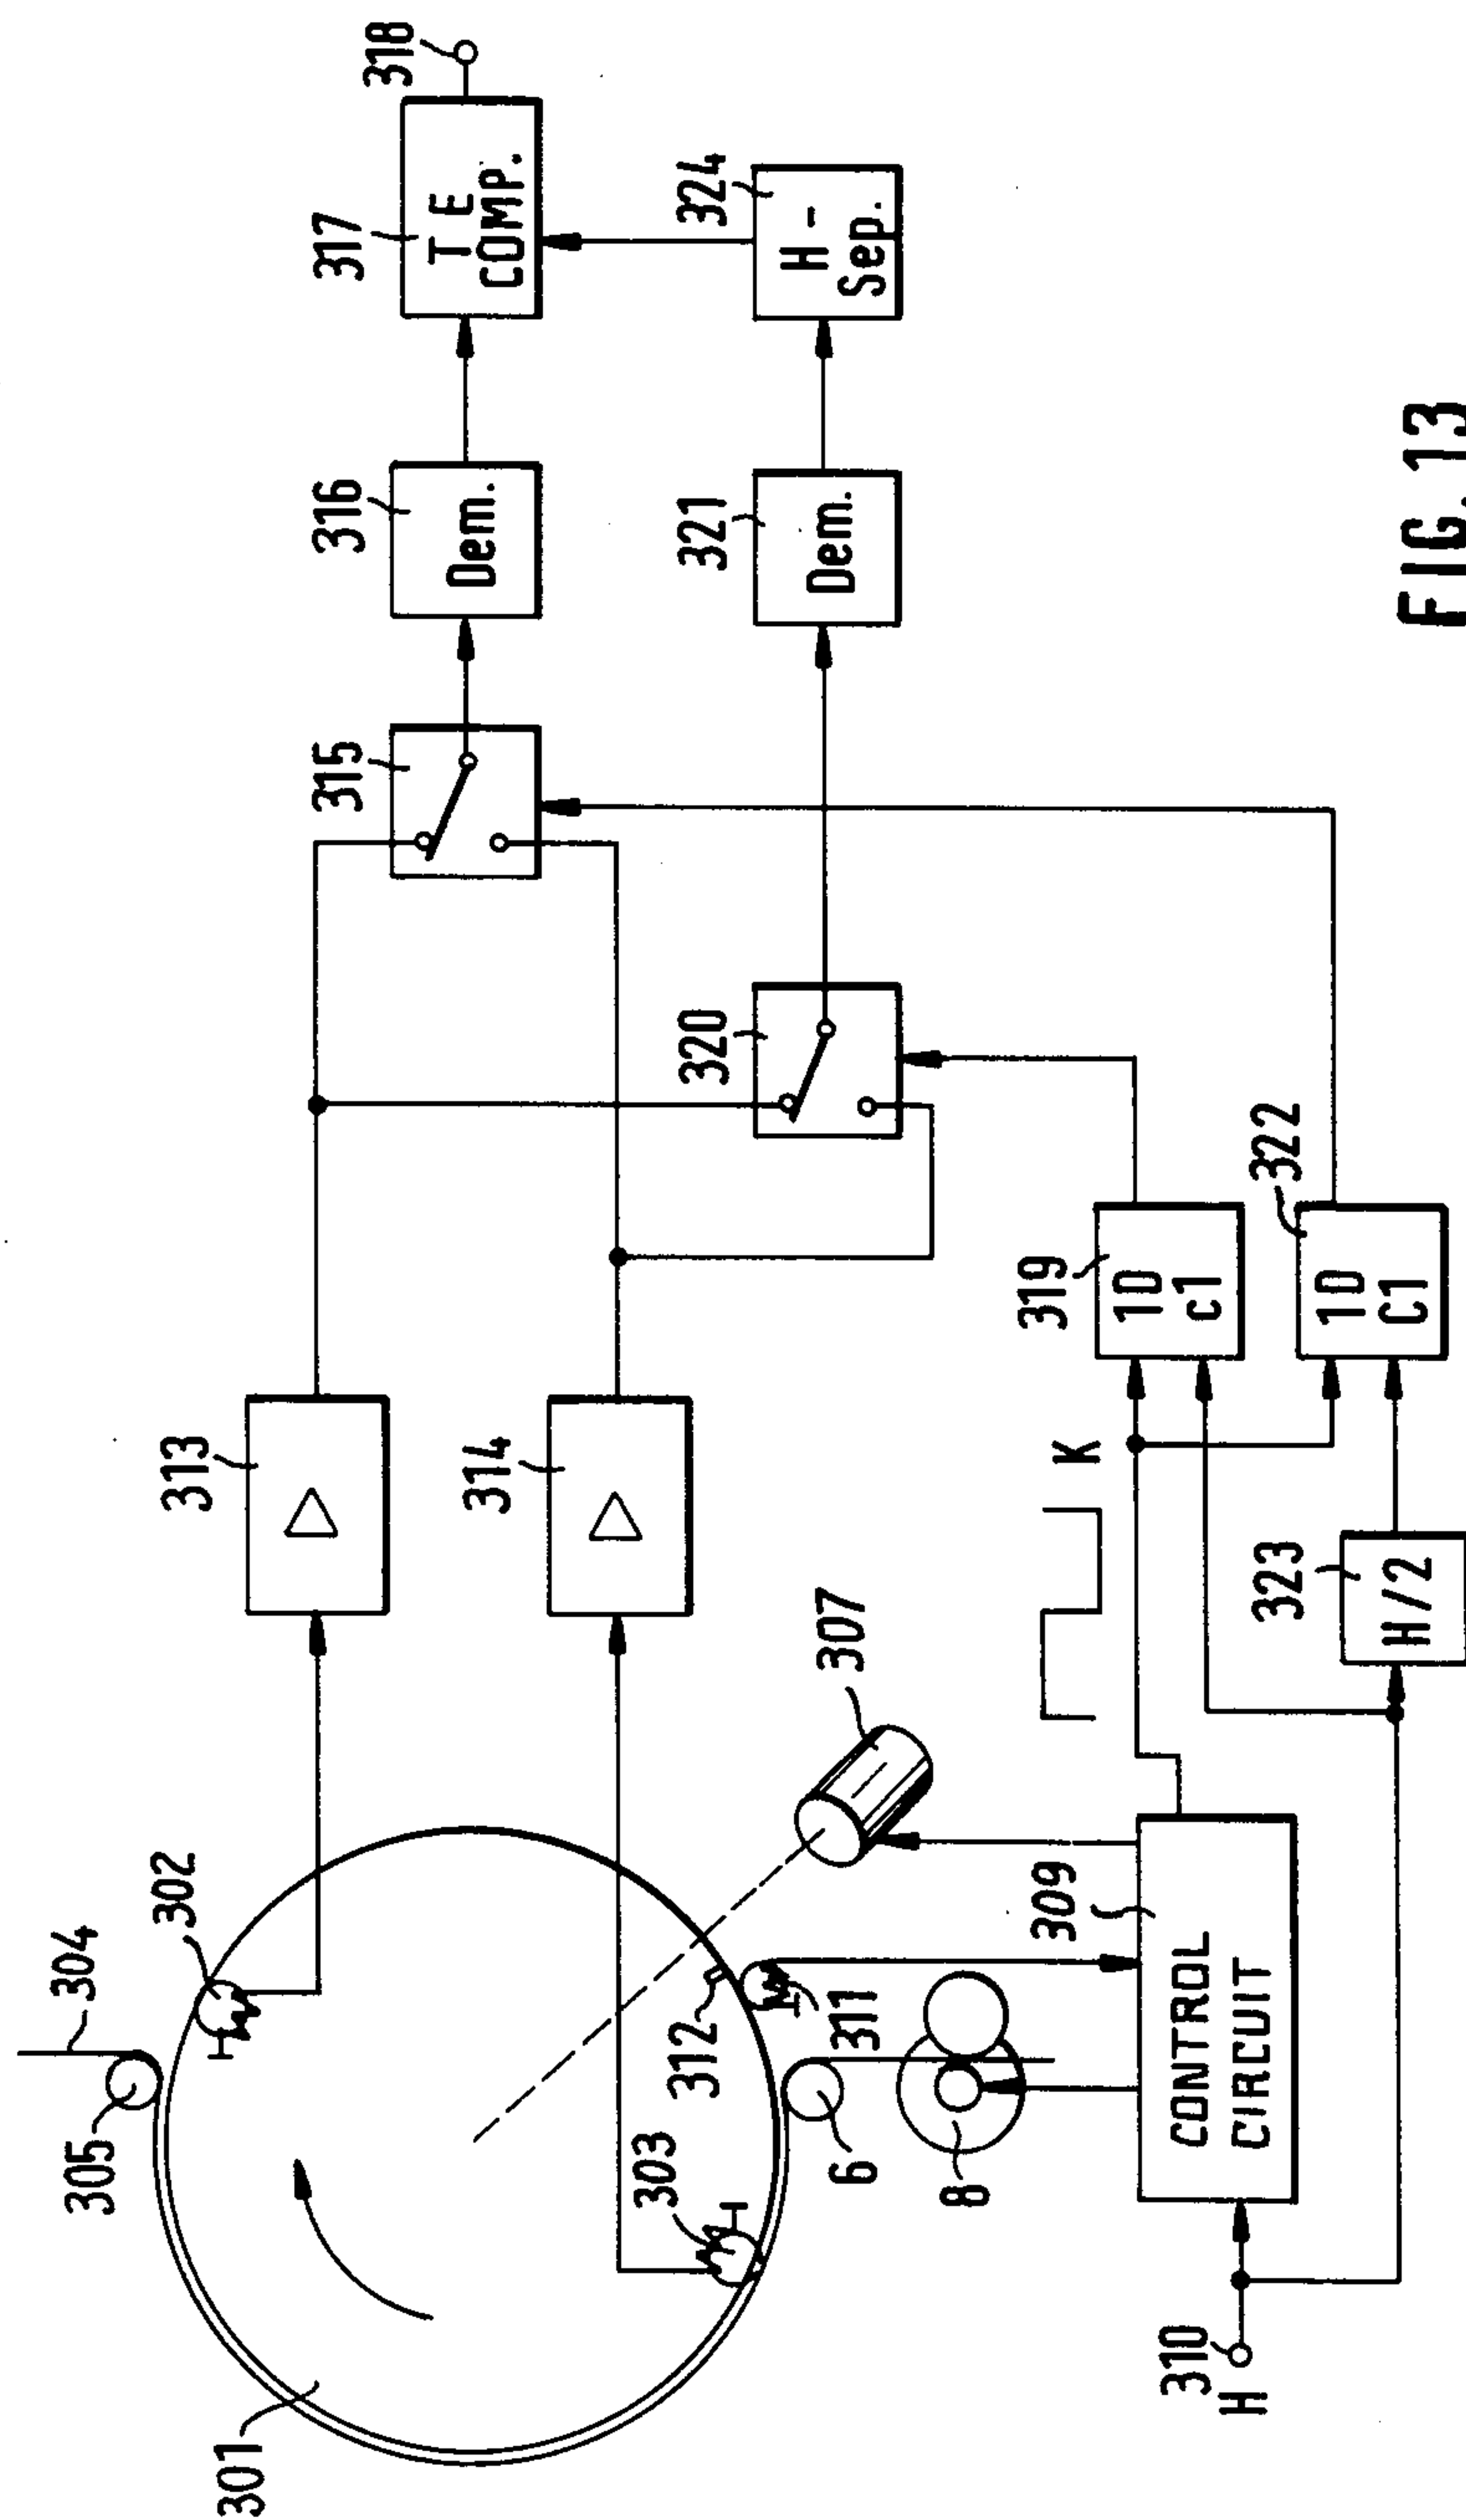 304
305
302
301
303
312
311
307
6
8
309
CONTROL
CIRCUIT
310
H
313
314
K
323
H/2
319
1D
c1
322
1D
C1
320
315
316
Dem.
321
Dem.
317
TE
COMP.
318
324
H-
Sep.
FIG. 13